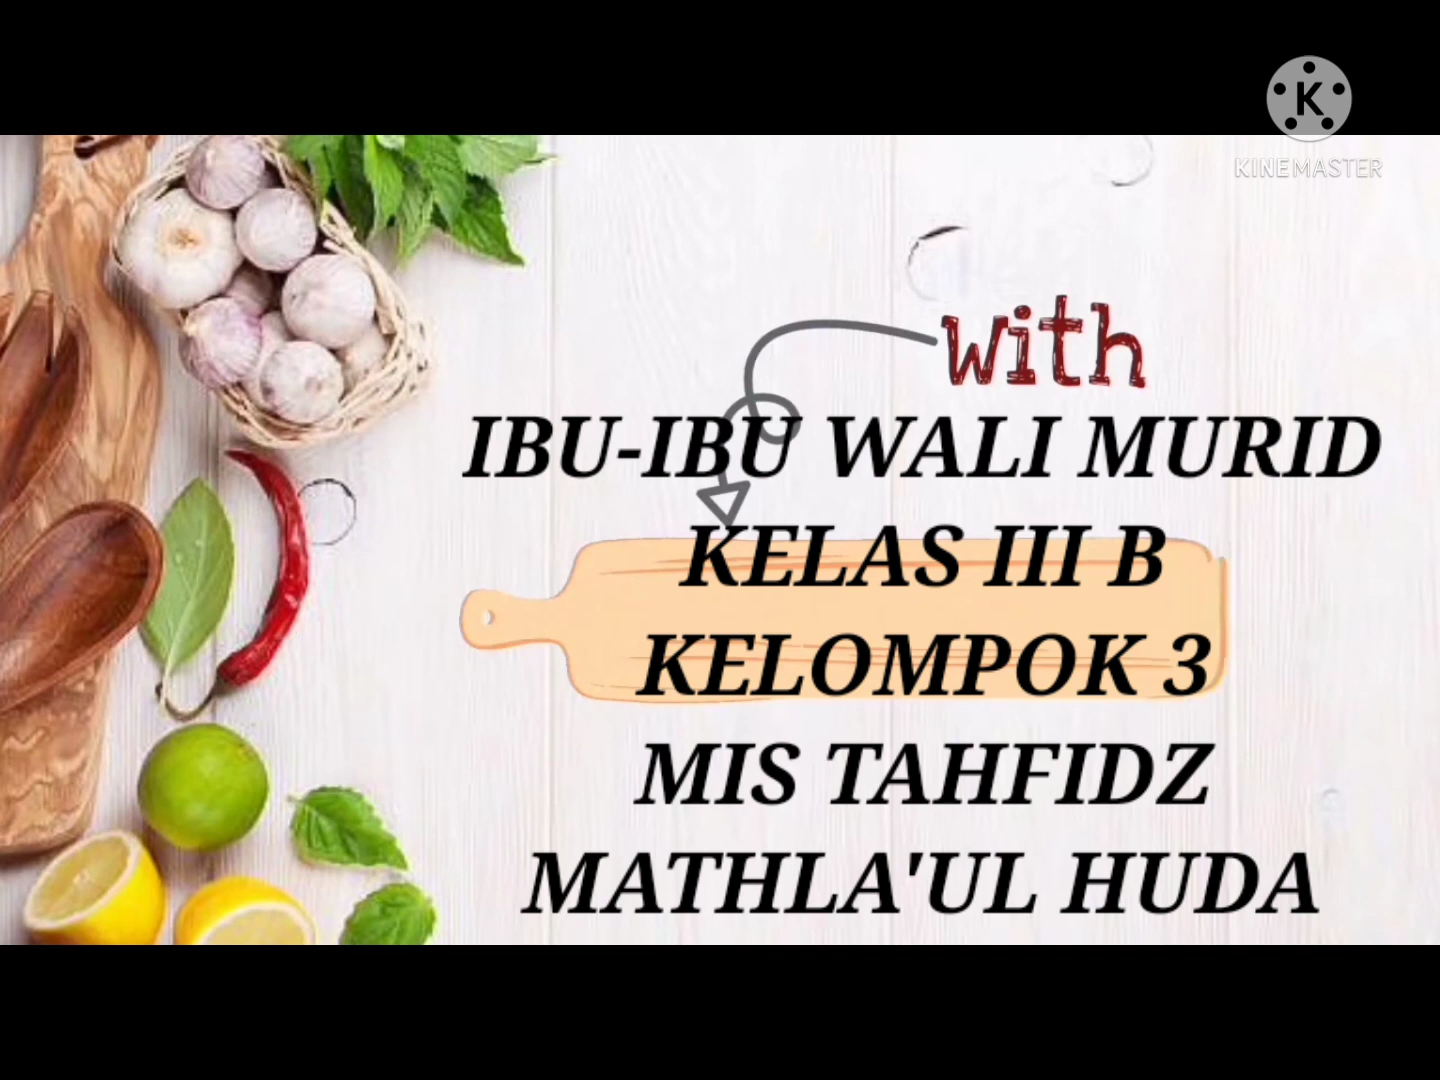 K
KINEMASTER
With
IBU-IBU WALI MURID
KELAS III B
KELOMPOK 3
MIS TAHFIDZ
MATHLA'UL HUDA